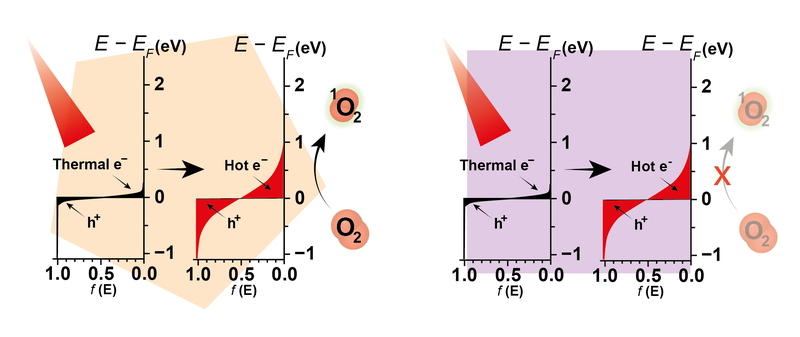 E – E_F (eV)
E – E_F (eV)
2
2
1
1
0
0
–1
–1
Thermal e⁻
h⁺
Hot e⁻
h⁺
1.0 0.5 0.0
1.0 0.5 0.0
f (E)
f (E)
¹O₂
O₂
E – E_F (eV)
E – E_F (eV)
2
2
1
1
0
0
–1
–1
Thermal e⁻
h⁺
Hot e⁻
h⁺
1.0 0.5 0.0
1.0 0.5 0.0
f (E)
f (E)
¹O₂
X
O₂